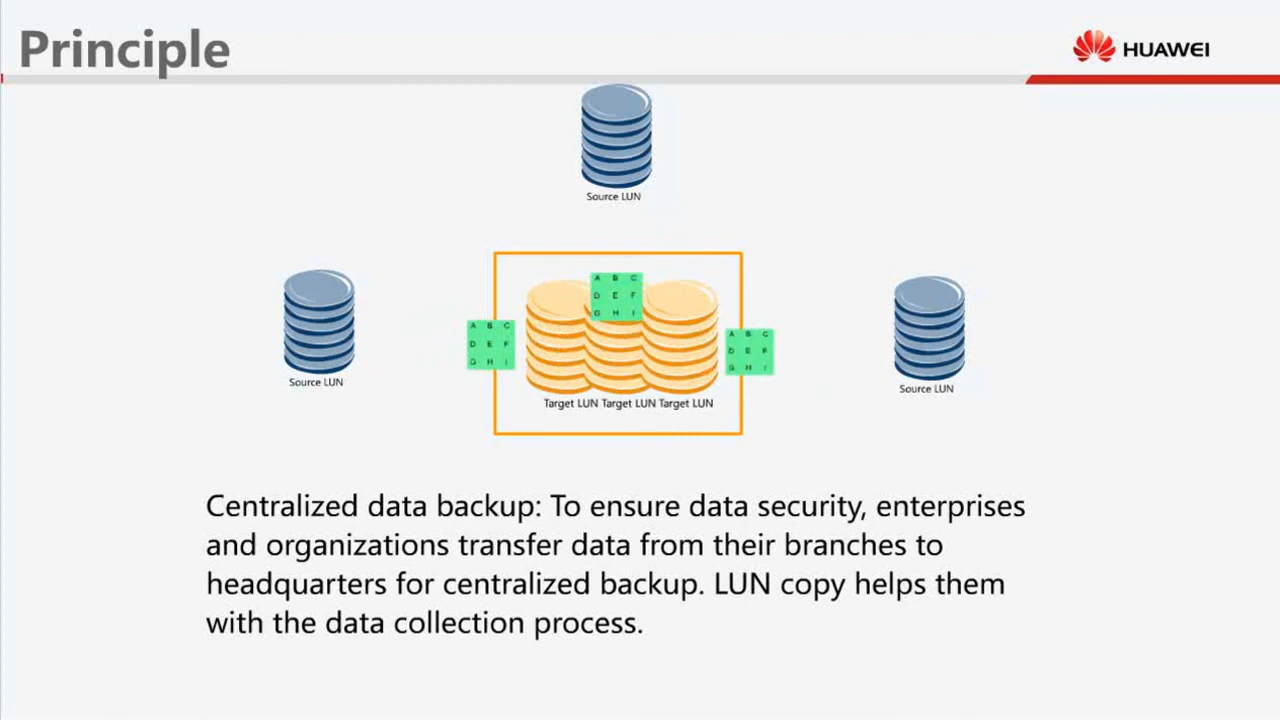 Principle
HUAWEI
Source LUN
A B C
D E F
G H I
Source LUN
A B C
D E F
G H I
A B C
D E F
G H I
Source LUN
Target LUN Target LUN Target LUN
Centralized data backup: To ensure data security, enterprises
and organizations transfer data from their branches to
headquarters for centralized backup. LUN copy helps them
with the data collection process.